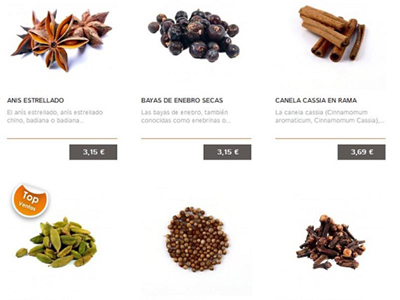 ANIS ESTRELLADO
El anís estrellado, anís estrellado
chino, badiana o badiana...
3,15 €
BAYAS DE ENEBRO SECAS
Las bayas de enebro, también
conocidas como enebrinas o...
3,15 €
CANELA CASSIA EN RAMA
La canela cassia (Cinnamomum
aromaticum, Cinnamomum Cassia),...
3,69 €
Top
Ventas